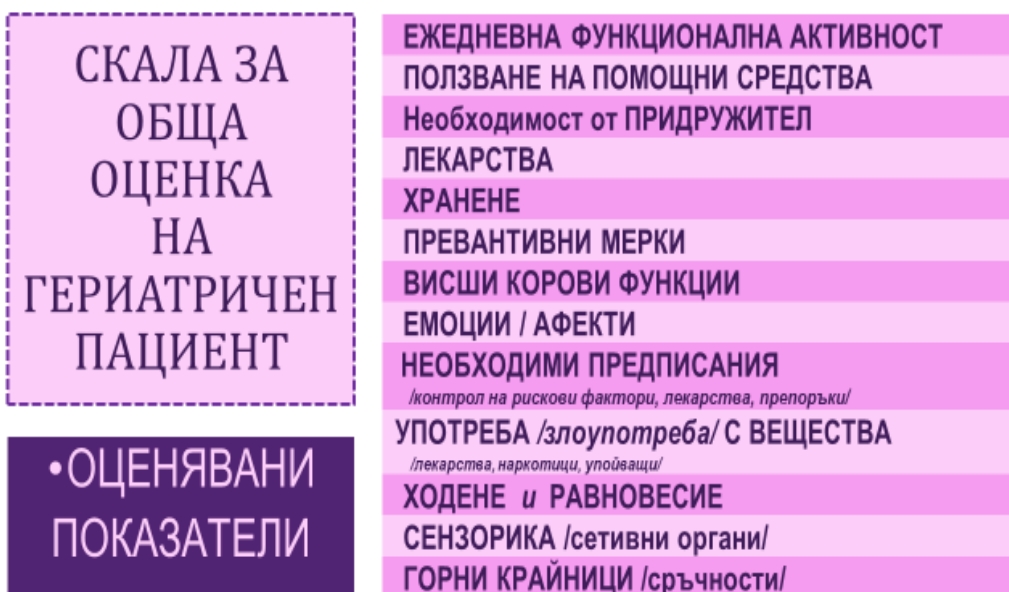 СКАЛА ЗА
ОБЩА
ОЦЕНКА
НА
ГЕРИАТРИЧЕН
ПАЦИЕНТ
•ОЦЕНЯВАНИ
ПОКАЗАТЕЛИ
ЕЖЕДНЕВНА ФУНКЦИОНАЛНА АКТИВНОСТ
ПОЛЗВАНЕ НА ПОМОЩНИ СРЕДСТВА
Необходимост от ПРИДРУЖИТЕЛ
ЛЕКАРСТВА
ХРАНЕНЕ
ПРЕВАНТИВНИ МЕРКИ
ВИСШИ КОРОВИ ФУНКЦИИ
ЕМОЦИИ / АФЕКТИ
НЕОБХОДИМИ ПРЕДПИСАНИЯ
/контрол на рискови фактори, лекарства, препоръки/
УПОТРЕБА /злоупотреба/ С ВЕЩЕСТВА
/лекарства, наркотици, упойващи/
ХОДЕНЕ и РАВНОВЕСИЕ
СЕНЗОРИКА /сетивни органи/
ГОРНИ КРАЙНИЦИ /сръчности/